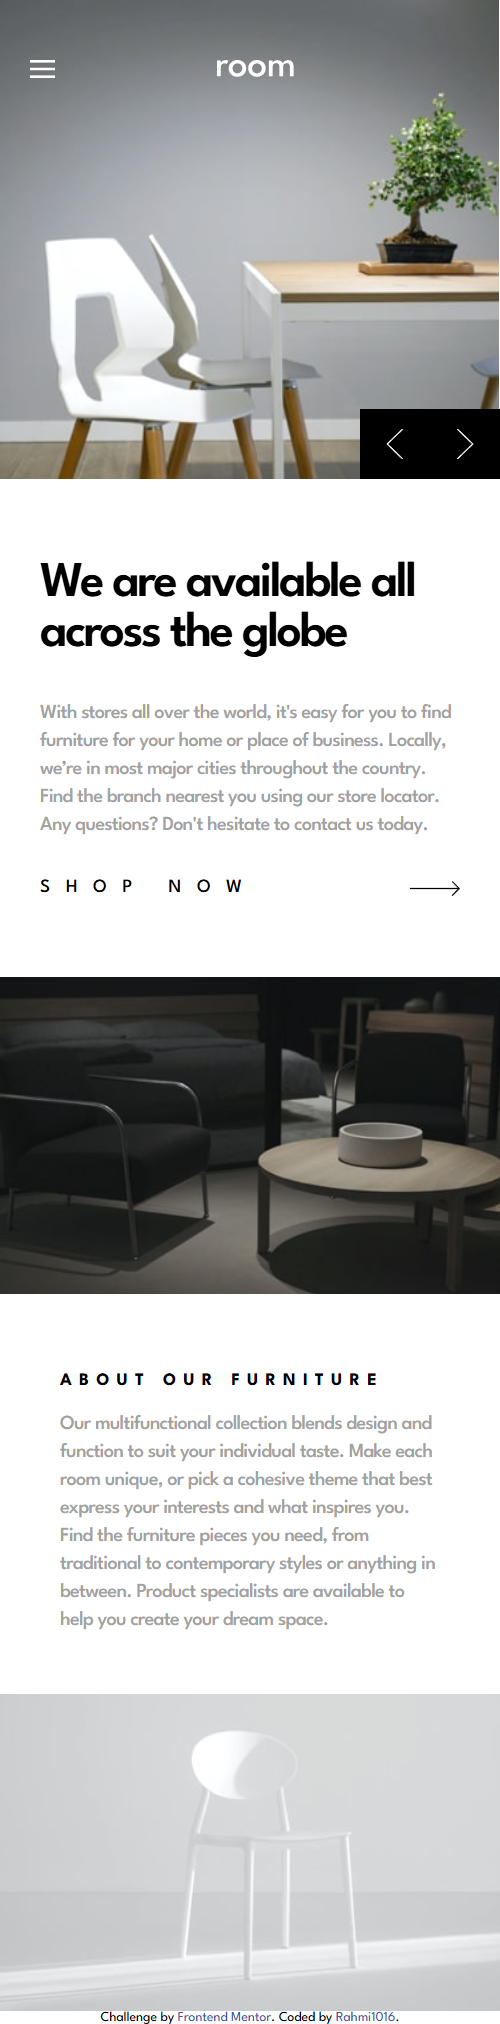 room
We are available all
across the globe
With stores all over the world, it's easy for you to find
furniture for your home or place of business. Locally,
we’re in most major cities throughout the country.
Find the branch nearest you using our store locator.
Any questions? Don't hesitate to contact us today.
SHOP NOW
ABOUT OUR FURNITURE
Our multifunctional collection blends design and
function to suit your individual taste. Make each
room unique, or pick a cohesive theme that best
express your interests and what inspires you.
Find the furniture pieces you need, from
traditional to contemporary styles or anything in
between. Product specialists are available to
help you create your dream space.
Challenge by Frontend Mentor. Coded by Rahmi1016.